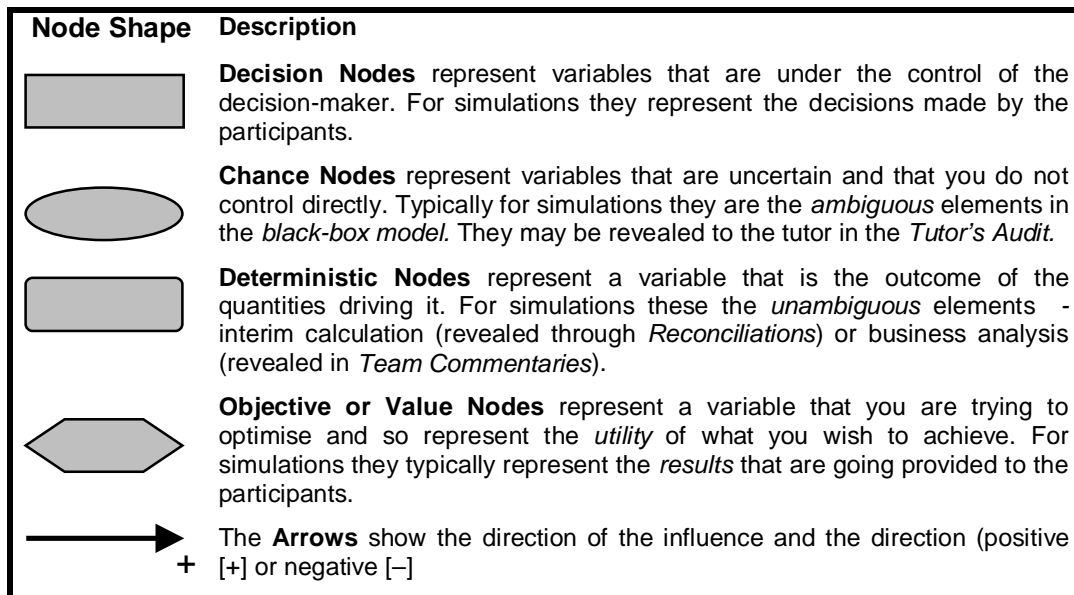 Node Shape Description
Decision Nodes represent variables that are under the control of the
decision-maker. For simulations they represent the decisions made by the
participants.
Chance Nodes represent variables that are uncertain and that you do not
control directly. Typically for simulations they are the ambiguous elements in
the black-box model. They may be revealed to the tutor in the Tutor's Audit.
Deterministic Nodes represent a variable that is the outcome of the
quantities driving it. For simulations these the unambiguous elements -
interim calculation (revealed through Reconciliations) or business analysis
(revealed in Team Commentaries).
Objective or Value Nodes represent a variable that you are trying to
optimise and so represent the utility of what you wish to achieve. For
simulations they typically represent the results that are going provided to the
participants.
The Arrows show the direction of the influence and the direction (positive
+ [+] or negative [–]